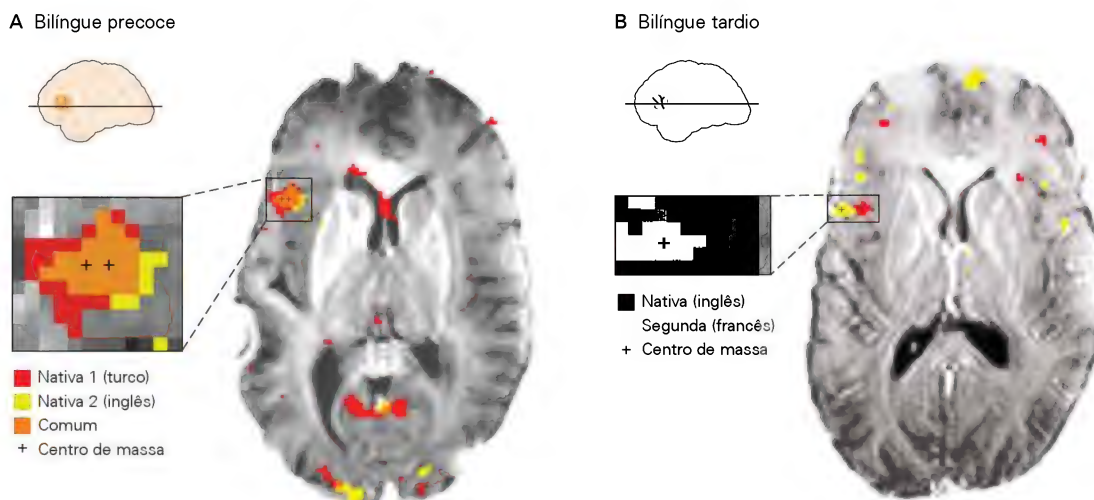 A Bilíngue precoce
Nativa 1 (turco)
Nativa 2 (inglês)
Comum
+ Centro de massa
B Bilíngue tardio
Nativa (inglês)
Segunda (francês)
+ Centro de massa